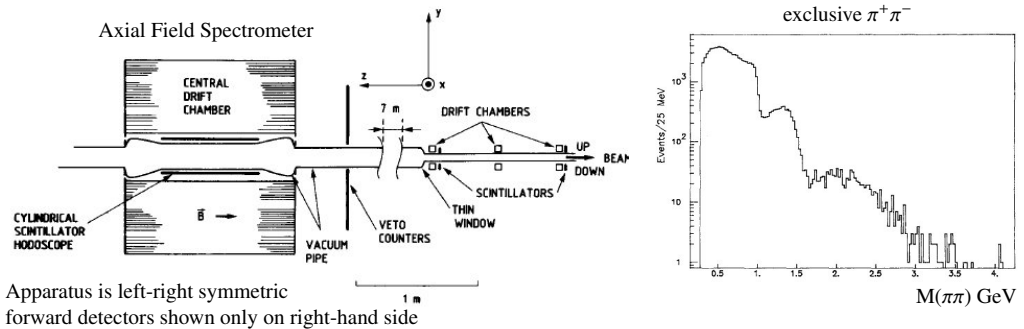 Axial Field Spectrometer
CENTRAL
DRIFT
CHAMBER
y
z
x
7 m
DRIFT CHAMBERS
UP
BEAM
DOWN
SCINTILLATORS
THIN
WINDOW
VETO
COUNTERS
VACUUM
PIPE
B
CYLINDRICAL
SCINTILLATOR
HODOSCOPE
1 m
Apparatus is left-right symmetric
forward detectors shown only on right-hand side
exclusive π⁺π⁻
Events/25 MeV
10³
10²
10
1
0.5 1. 1.5 2. 2.5 3. 3.5 4.
M(ππ) GeV